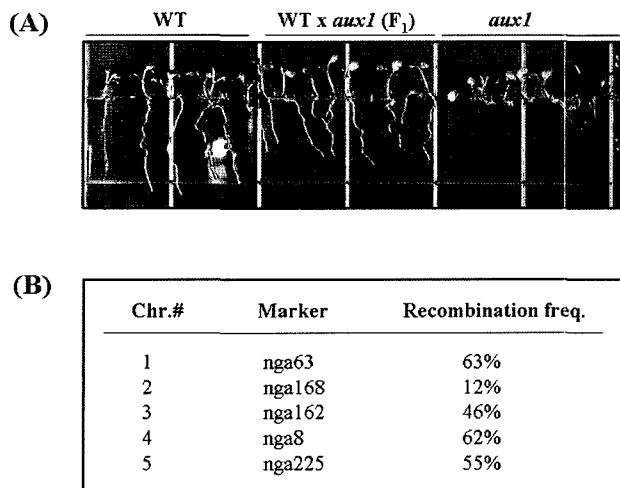 (A)
WT WT x aux1 (F1) aux1
(B)
Chr.# Marker Recombination freq.
1 nga63 63%
2 nga168 12%
3 nga162 46%
4 nga8 62%
5 nga225 55%